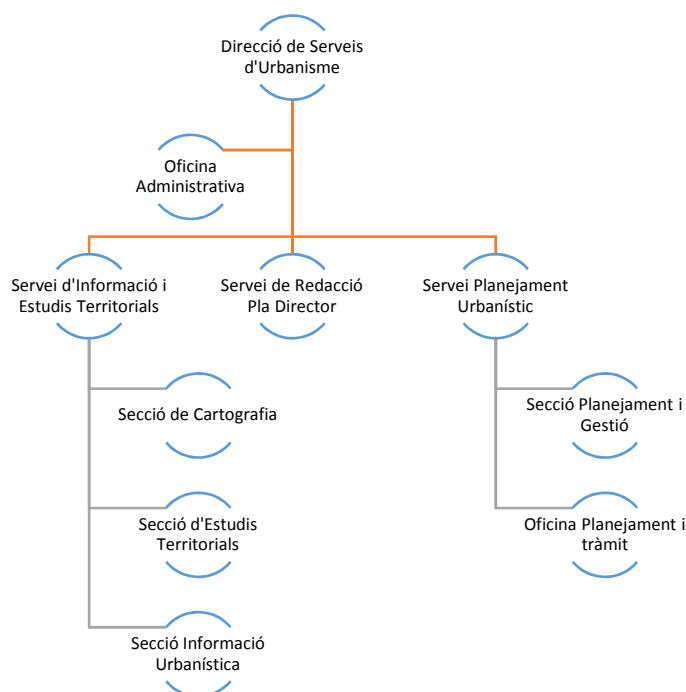 Direcció de Serveis
d'Urbanisme
Oficina
Administrativa
Servei d'Informació i
Estudis Territorials
Servei de Redacció
Pla Director
Servei Planejament
Urbanístic
Secció de Cartografia
Secció Planejament i
Gestió
Secció d'Estudis
Territorials
Oficina Planejament i
tràmit
Secció Informació
Urbanística